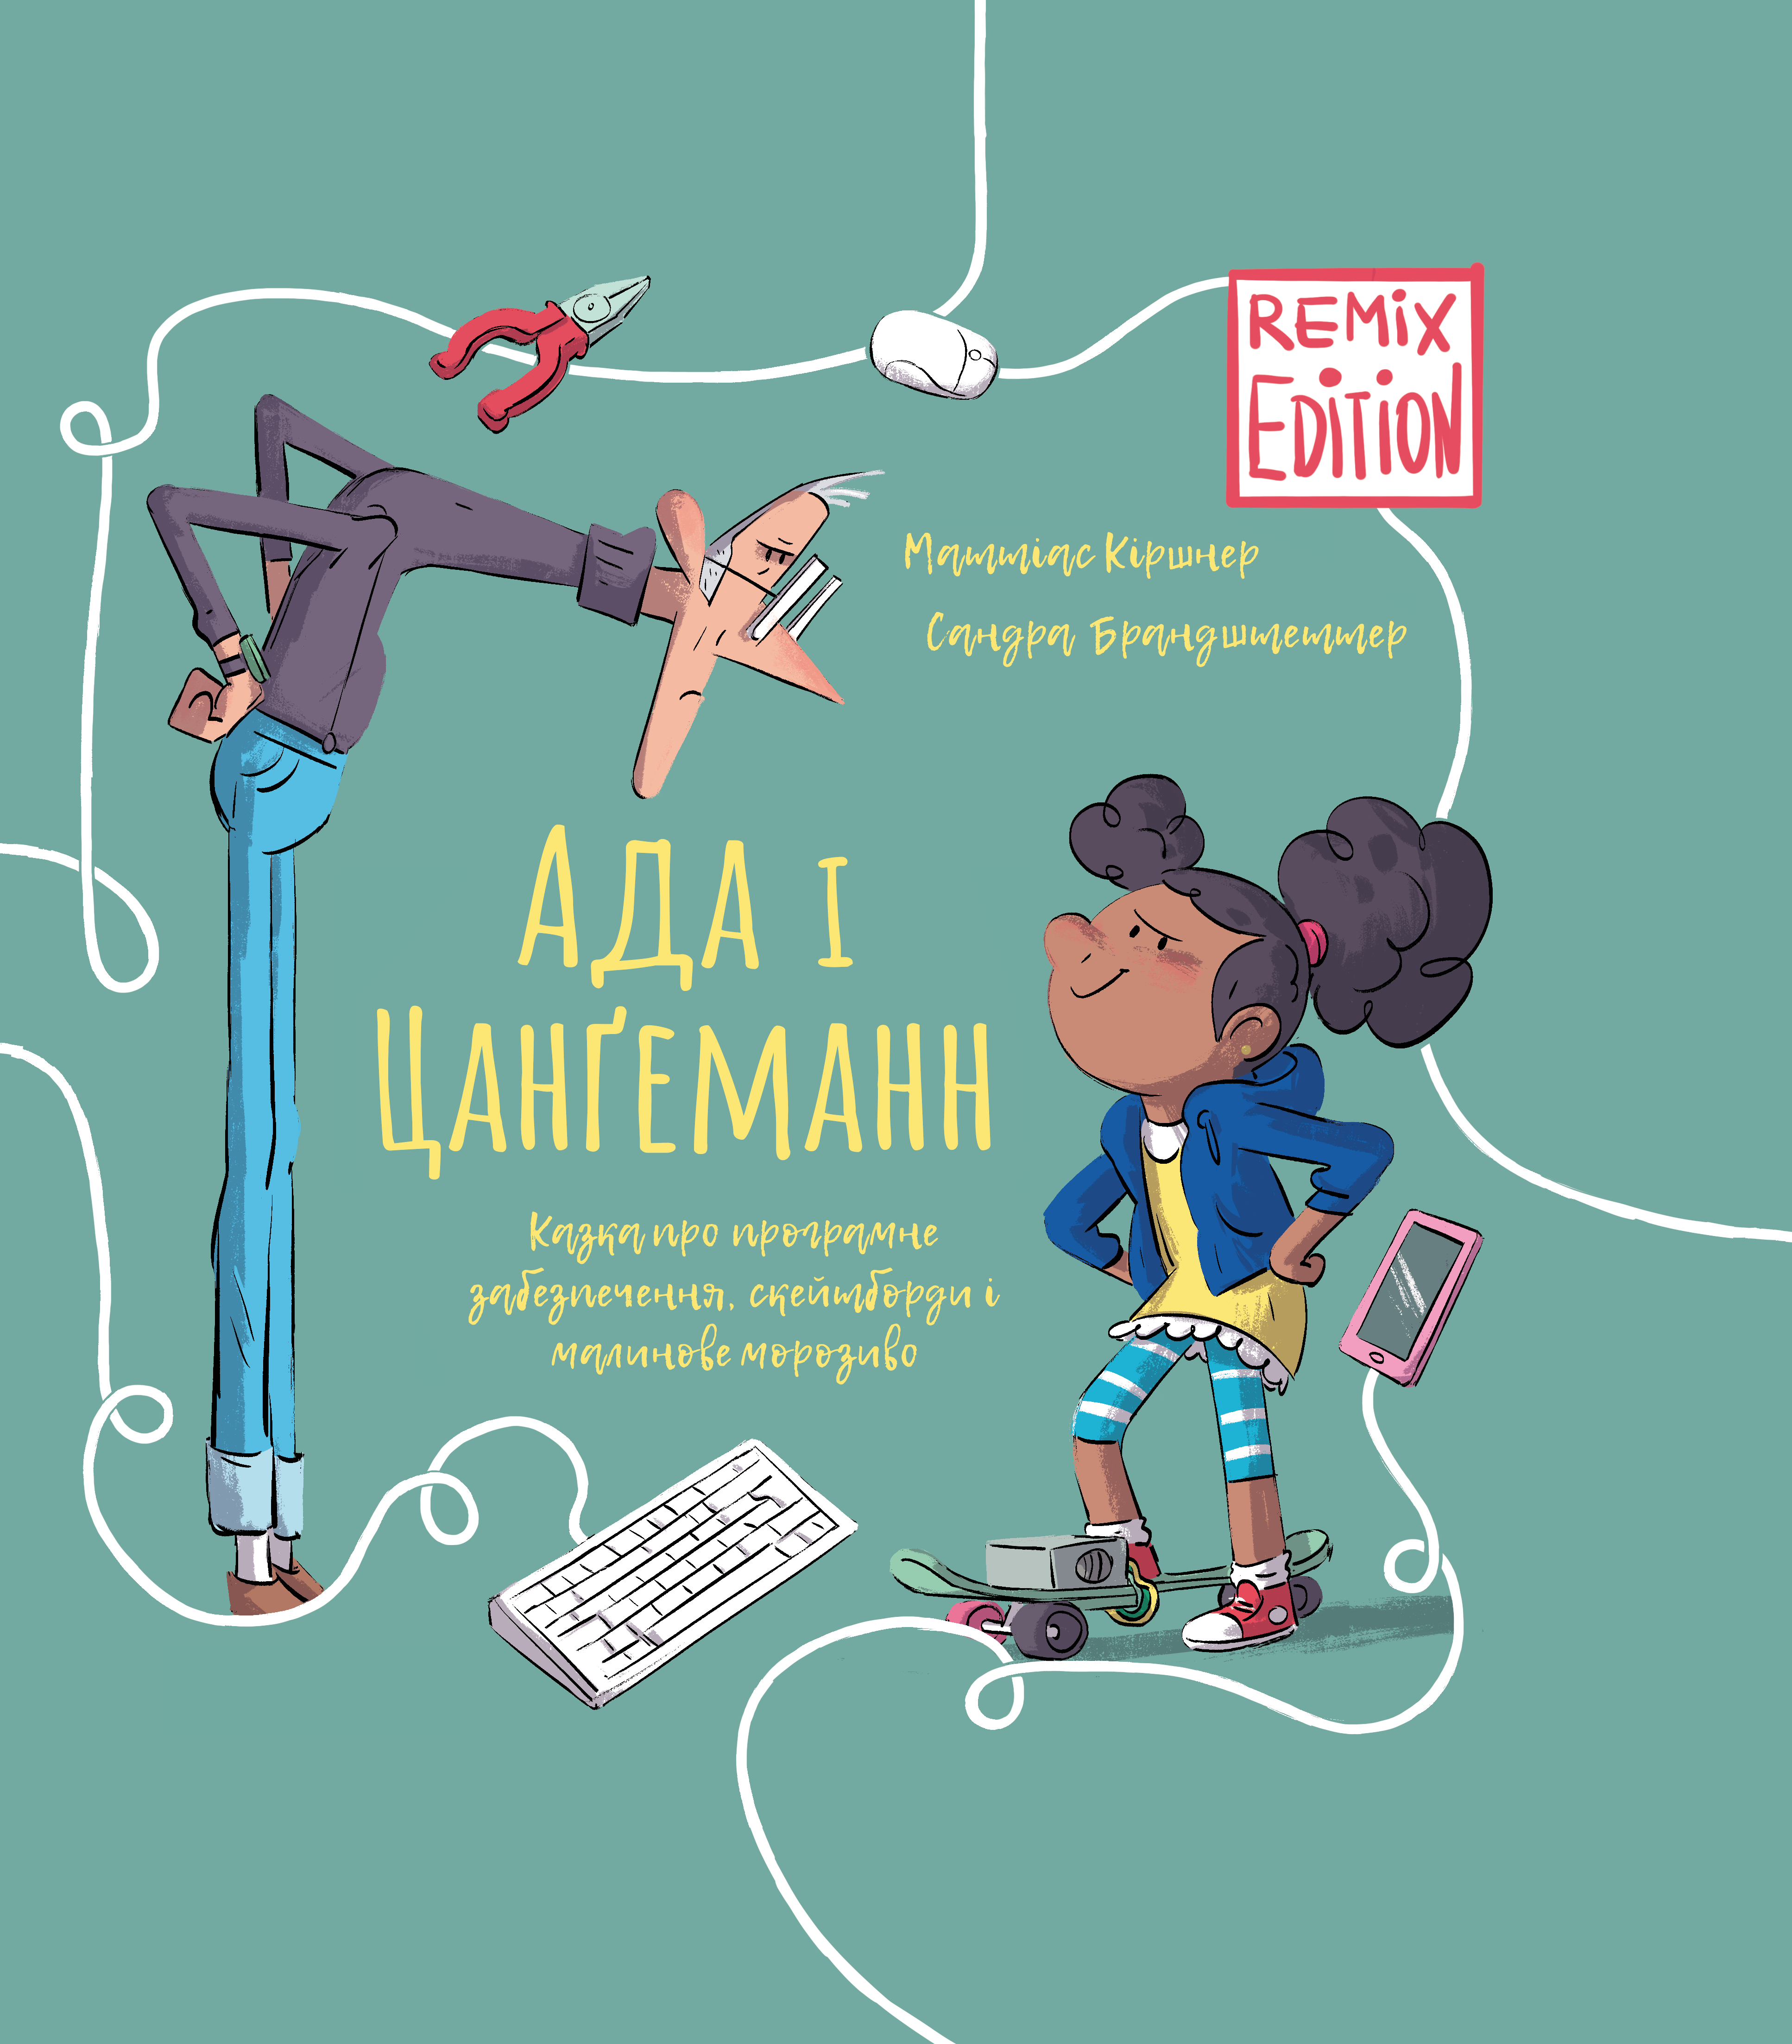 REMIX
EDITION
Маттіас Кіршнер
Сандра Брандштеттер
АДА І
ЦАНҐЕМАНН
Казка про програмне
забезпечення, скейтборди і
малинове морозиво